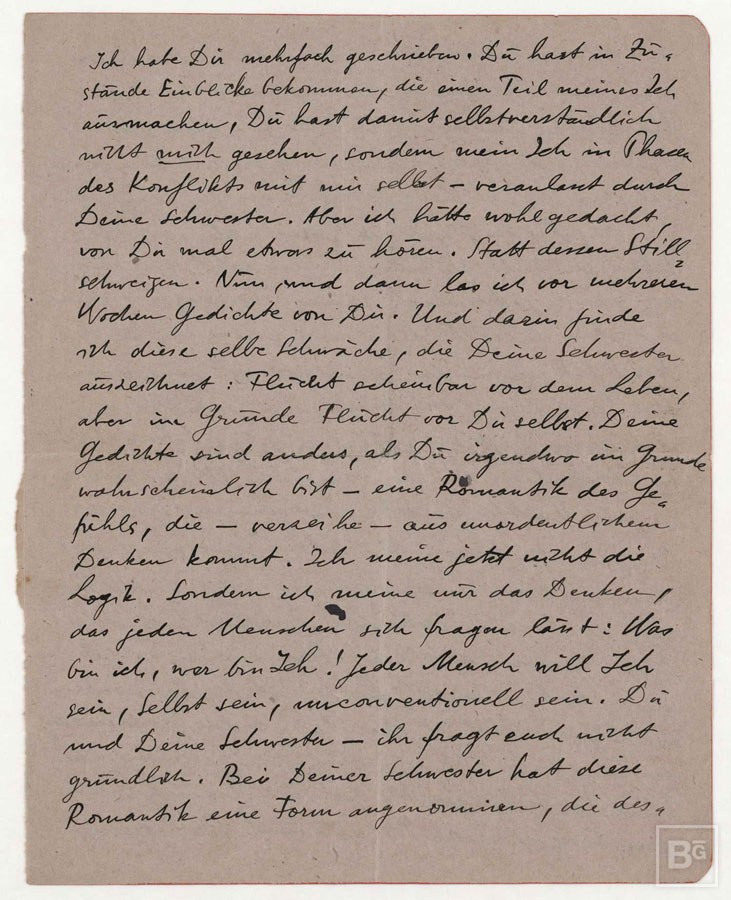 Ich habe Dir mehrfach geschrieben. Du hast in Zu-
stände Einblicke bekommen, die einen Teil meines Ich
ausmachen, Du hast damit selbstverständlich
nicht mich gesehen, sondern mein Ich in Phasen
des Konflikts mit mir selbst – veranlasst durch
Deine Schwester. Aber ich hätte wohl gedacht,
von Dir mal etwas zu hören. Statt dessen Still-
schweigen. Nun, und dann las ich vor mehreren
Wochen Gedichte von Dir. Und darin finde
ich diese selbe Schwäche, die Deine Schwester
auszeichnet: Flucht scheinbar vor dem Leben,
aber im Grunde Flucht vor Dir selbst. Deine
Gedichte sind anders, als Du irgendwo im Grunde
wahrscheinlich bist – eine Romantik des Ge-
fühls, die – verzeihe – aus unordentlichem
Denken kommt. Ich meine jetzt nicht die
Logik. Sondern ich meine nur das Denken,
das jeden Menschen sich fragen lässt: Was
bin ich, wer bin Ich! Jeder Mensch will Ich
sein, Selbst sein, unconventionell sein. Du
und Deine Schwester – ihr fragt euch nicht
gründlich. Bei Deiner Schwester hat diese
Romantik eine Form angenommen, die des-
BG